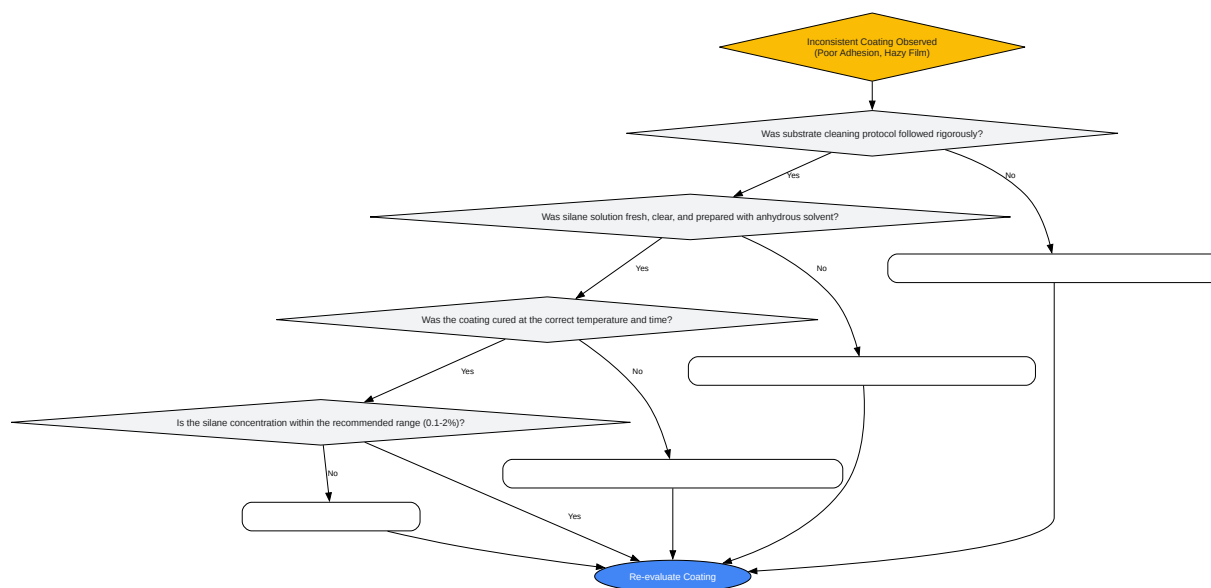 Inconsistent Coating Observed
(Poor Adhesion, Hazy Film)
Was substrate cleaning protocol followed rigorously?
Yes
No
Was silane solution fresh, clear, and prepared with anhydrous solvent?
Yes
No
Was the coating cured at the correct temperature and time?
Yes
No
Is the silane concentration within the recommended range (0.1-2%)?
No
Yes
Re-evaluate Coating